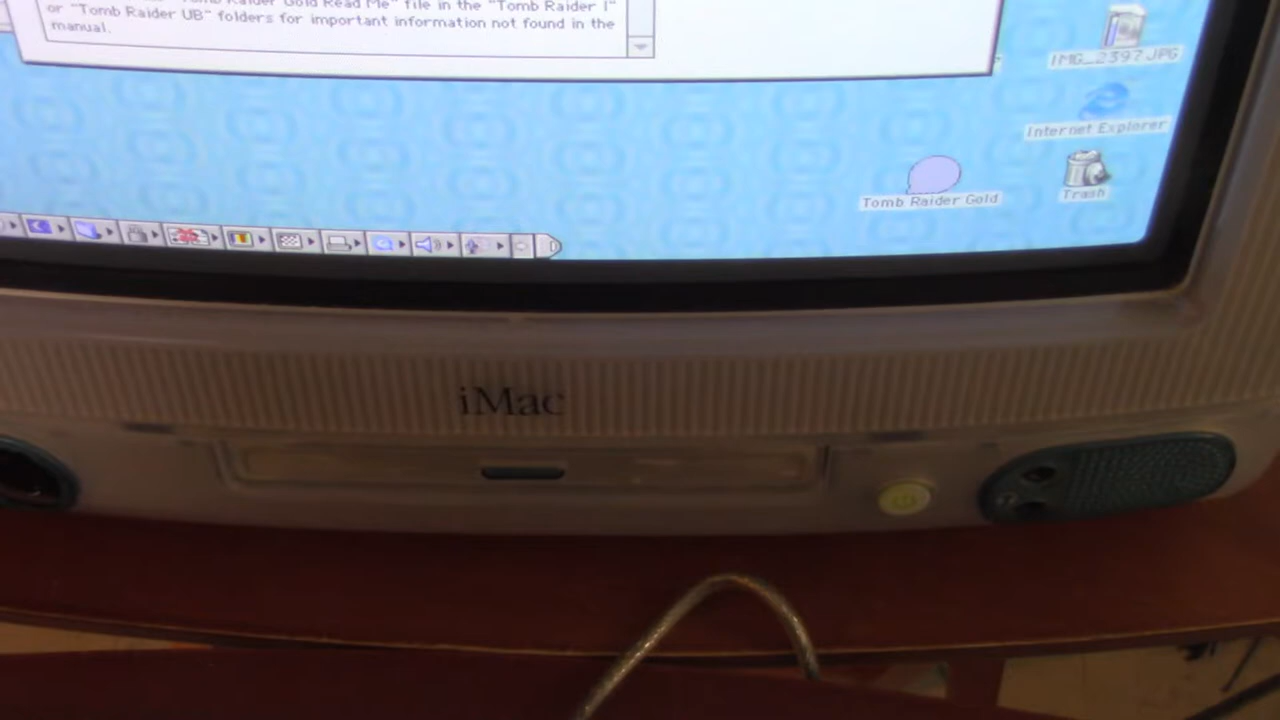 Raider Gold Read Me" file in the "Tomb Raider I"
or "Tomb Raider UB" folders for important information not found in the
manual.
IMG_2397.JPG
Internet Explorer
Tomb Raider Gold
Trash
iMac